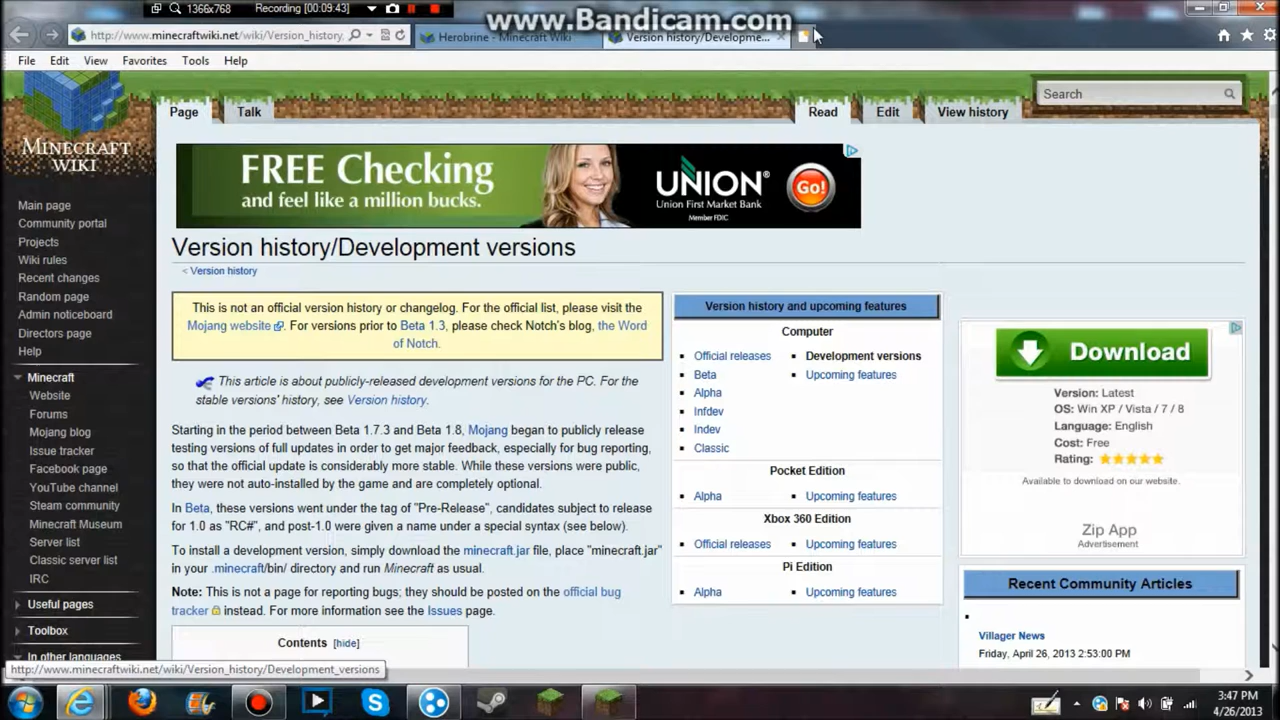 1366x768 Recording [00:09:43]
www.Bandicam.com
http://www.minecraftwiki.net/wiki/Version_history,
Herobrine - Minecraft Wiki
Version history/Developme...
File Edit View Favorites Tools Help
MINECRAFT
WIKI
Page Talk Read Edit View history Search
FREE Checking
and feel like a million bucks.
UNION®
Union First Market Bank
Member FDIC
Go!
Main page
Community portal
Projects
Wiki rules
Recent changes
Random page
Admin noticeboard
Directors page
Help
Minecraft
Website
Forums
Mojang blog
Issue tracker
Facebook page
YouTube channel
Steam community
Minecraft Museum
Server list
Classic server list
IRC
Useful pages
Toolbox
In other languages
Version history/Development versions
< Version history
This is not an official version history or changelog. For the official list, please visit the
Mojang website. For versions prior to Beta 1.3, please check Notch's blog, the Word
of Notch.
This article is about publicly-released development versions for the PC. For the
stable versions' history, see Version history.
Starting in the period between Beta 1.7.3 and Beta 1.8, Mojang began to publicly release
testing versions of full updates in order to get major feedback, especially for bug reporting,
so that the official update is considerably more stable. While these versions were public,
they were not auto-installed by the game and are completely optional.
In Beta, these versions went under the tag of "Pre-Release", candidates subject to release
for 1.0 as "RC#", and post-1.0 were given a name under a special syntax (see below).
To install a development version, simply download the minecraft.jar file, place "minecraft.jar"
in your .minecraft/bin/ directory and run Minecraft as usual.
Note: This is not a page for reporting bugs; they should be posted on the official bug
tracker instead. For more information see the Issues page.
Contents [hide]
Version history and upcoming features
Computer
Official releases Development versions
Beta Upcoming features
Alpha
Infdev
Indev
Classic
Pocket Edition
Alpha Upcoming features
Xbox 360 Edition
Official releases Upcoming features
Pi Edition
Alpha Upcoming features
Download
Version: Latest
OS: Win XP / Vista / 7 / 8
Language: English
Cost: Free
Rating:
Available to download on our website.
Zip App
Advertisement
Recent Community Articles
Villager News
Friday, April 26, 2013 2:53:00 PM
http://www.minecraftwiki.net/wiki/Version_history/Development_versions
3:47 PM
4/26/2013